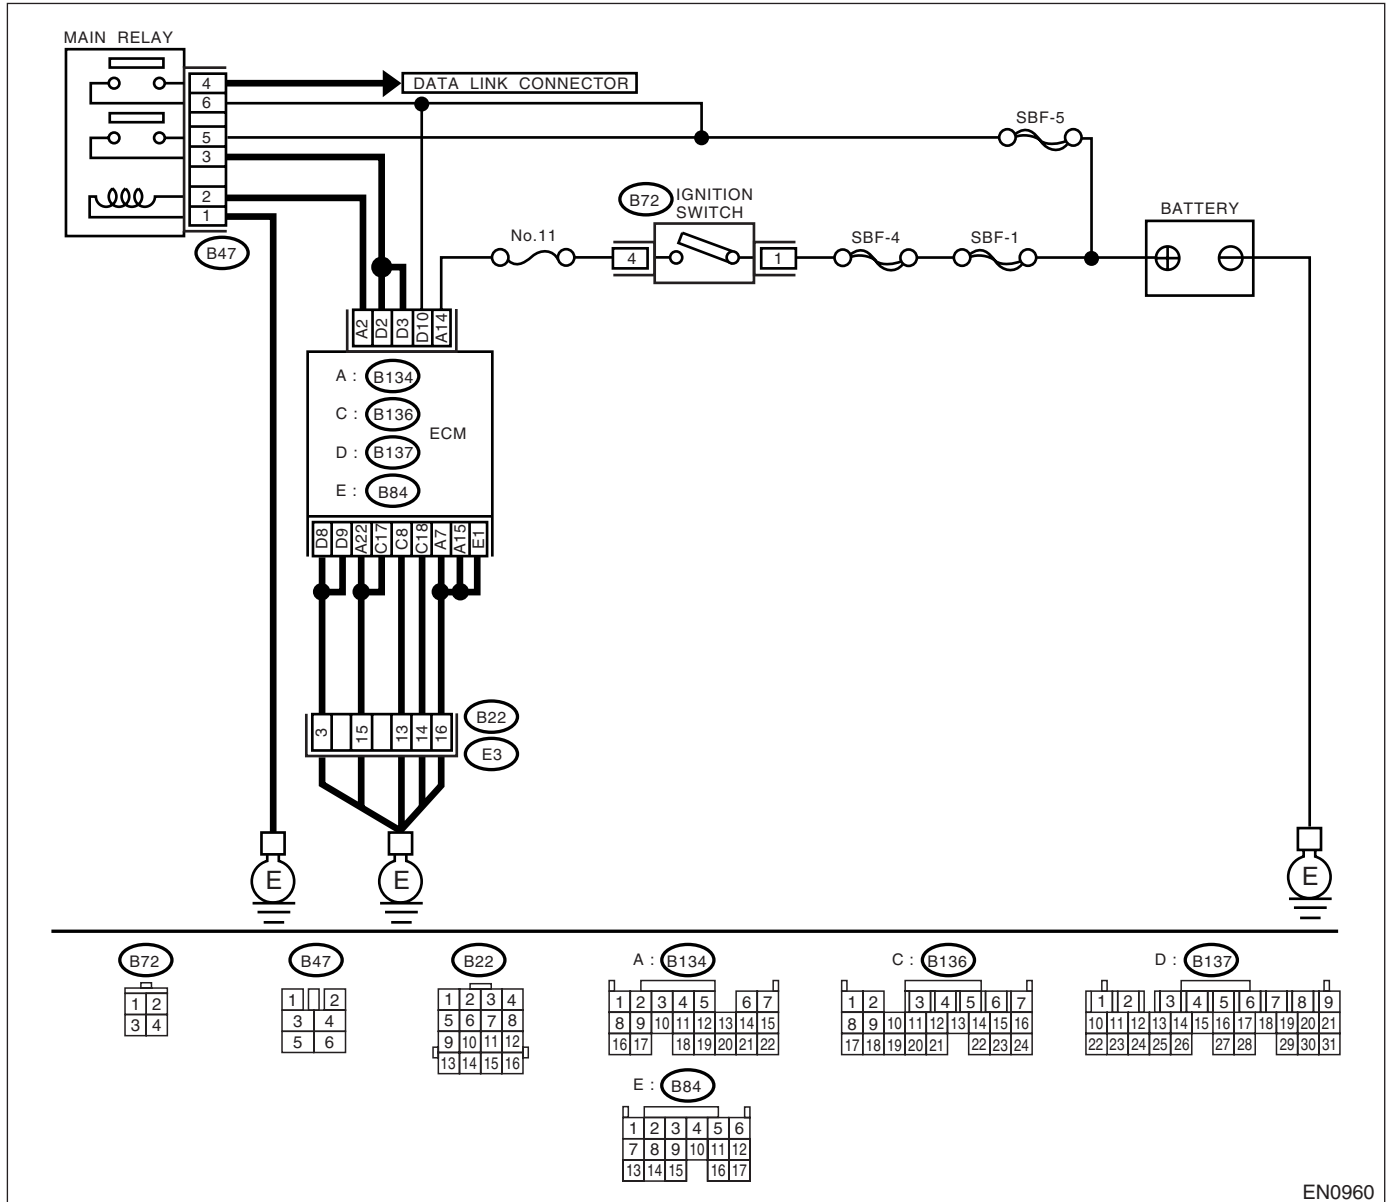 MAIN RELAY
4
6
5
3
2
1
B47
DATA LINK CONNECTOR
SBF-5
B72 IGNITION
SWITCH
BATTERY
No.11
4
1
SBF-4
SBF-1
A2 D2 D3 D10 A14
A : B134
C : B136
D : B137
E : B84
ECM
D8 D9 A22 C17 C8 C18 A7 A15 E1
3 15 13 14 16
B22
E3
E
E
E
B72
1 2
3 4
B47
1 2
3 4
5 6
B22
1 2 3 4
5 6 7 8
9 10 11 12
13 14 15 16
A : B134
1 2 3 4 5 6 7
8 9 10 11 12 13 14 15
16 17 18 19 20 21 22
C : B136
1 2 3 4 5 6 7
8 9 10 11 12 13 14 15 16
17 18 19 20 21 22 23 24
D : B137
1 2 3 4 5 6 7 8 9
10 11 12 13 14 15 16 17 18 19 20 21
22 23 24 25 26 27 28 29 30 31
E : B84
1 2 3 4 5 6
7 8 9 10 11 12
13 14 15 16 17
EN0960